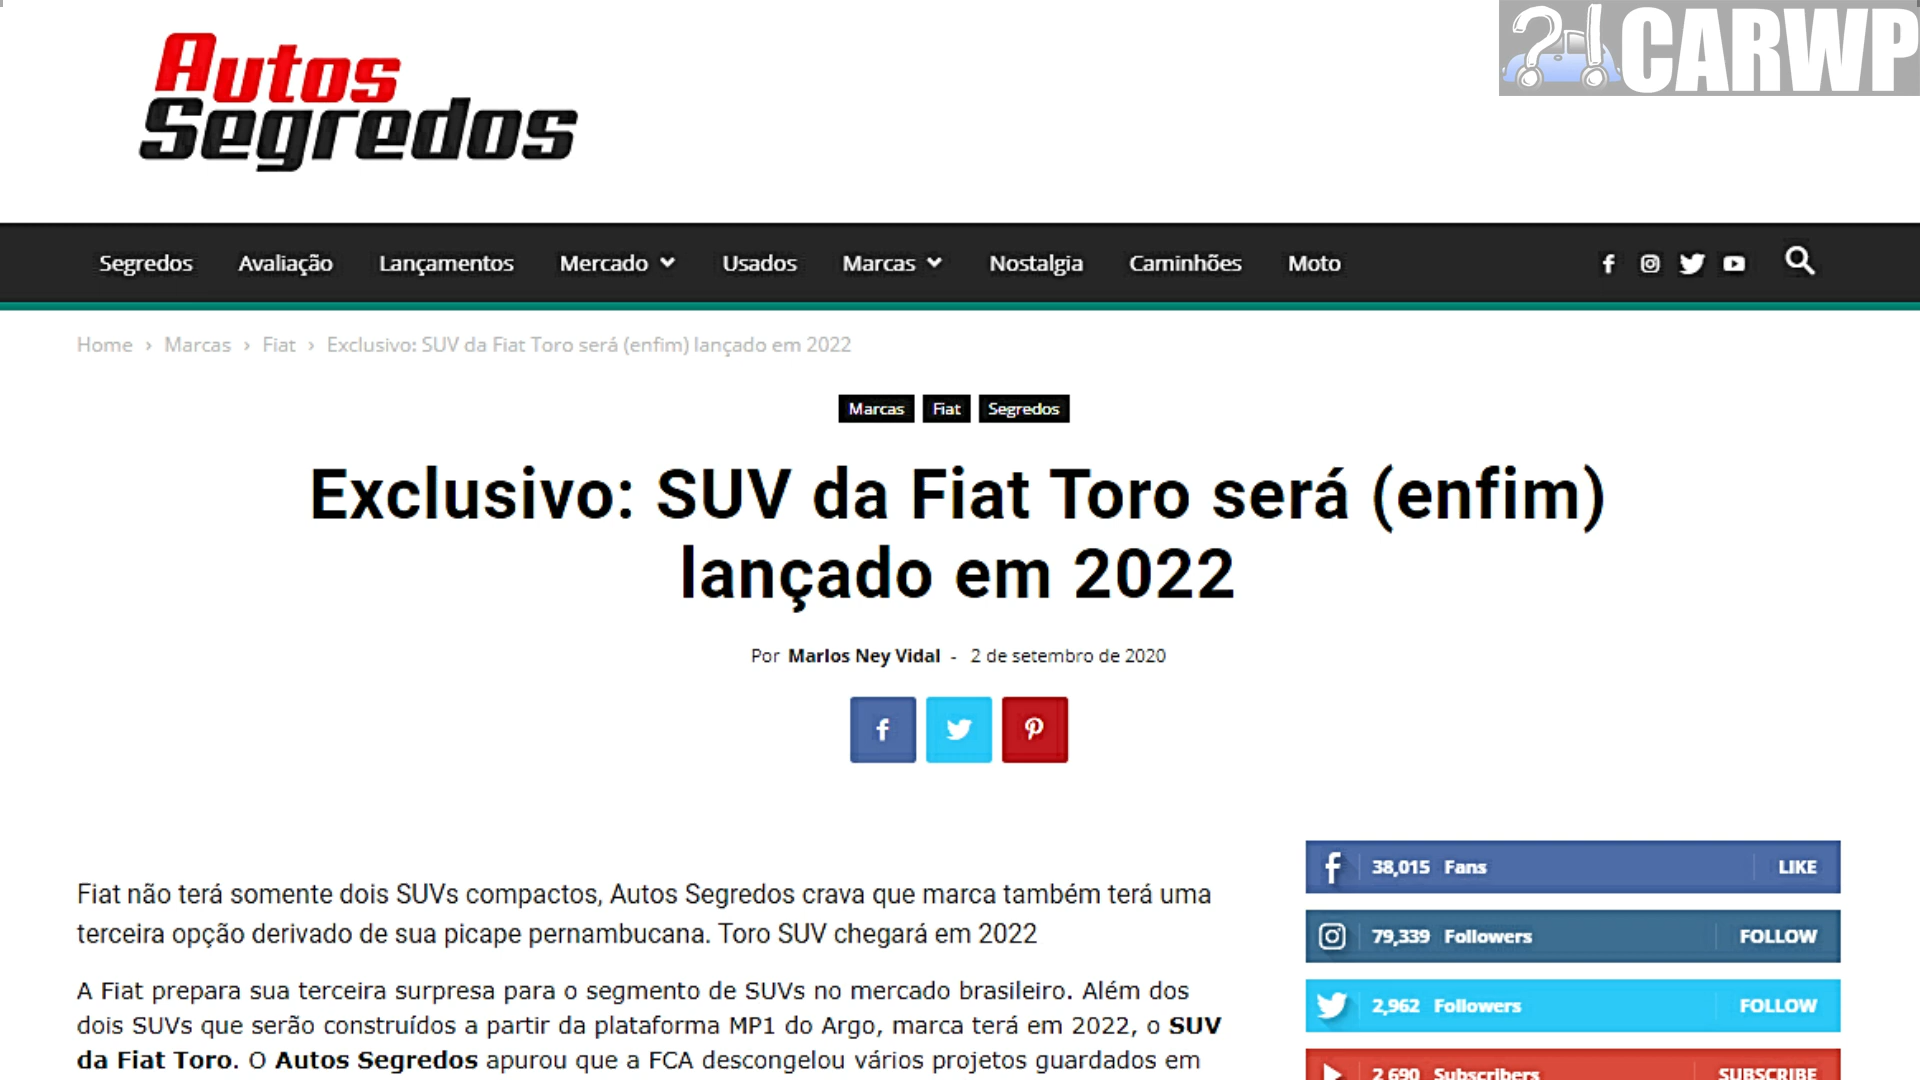 Autos
Segredos
?!CARWP
Segredos Avaliação Lançamentos Mercado Usados Marcas Nostalgia Caminhões Moto
Home › Marcas › Fiat › Exclusivo: SUV da Fiat Toro será (enfim) lançado em 2022
Marcas Fiat Segredos
Exclusivo: SUV da Fiat Toro será (enfim)
lançado em 2022
Por Marlos Ney Vidal - 2 de setembro de 2020
Fiat não terá somente dois SUVs compactos, Autos Segredos crava que marca também terá uma
terceira opção derivado de sua picape pernambucana. Toro SUV chegará em 2022
A Fiat prepara sua terceira surpresa para o segmento de SUVs no mercado brasileiro. Além dos
dois SUVs que serão construídos a partir da plataforma MP1 do Argo, marca terá em 2022, o SUV
da Fiat Toro. O Autos Segredos apurou que a FCA descongelou vários projetos guardados em
38,015 Fans LIKE
79,339 Followers FOLLOW
2,962 Followers FOLLOW
2,690 Subscribers SUBSCRIBE